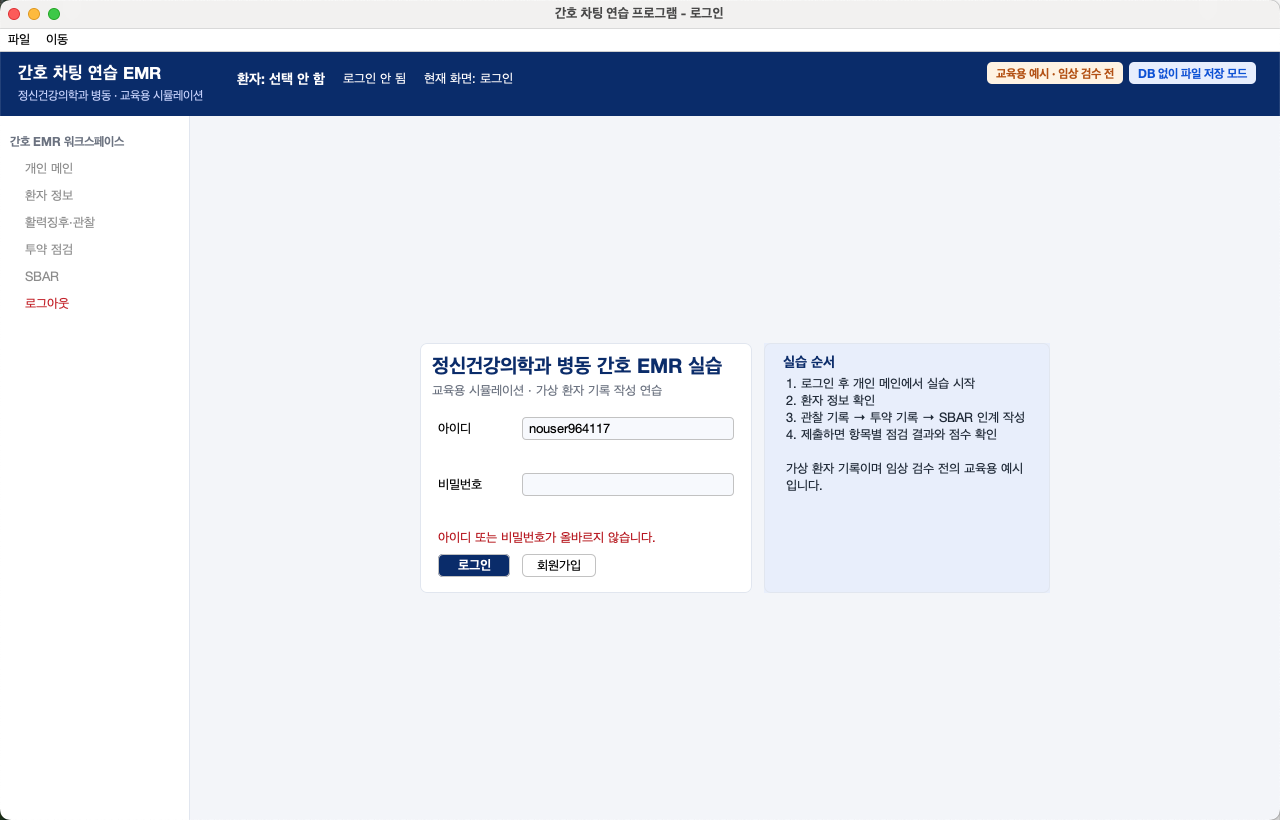 간호 차팅 연습 프로그램 - 로그인
파일 이동
간호 차팅 연습 EMR
정신건강의학과 병동 · 교육용 시뮬레이션
환자: 선택 안 함 로그인 안 됨 현재 화면: 로그인
교육용 예시 · 임상 검수 전 DB 없이 파일 저장 모드
간호 EMR 워크스페이스
개인 메인
환자 정보
활력징후·관찰
투약 점검
SBAR
로그아웃
정신건강의학과 병동 간호 EMR 실습
교육용 시뮬레이션 · 가상 환자 기록 작성 연습
아이디 nouser964117
비밀번호
아이디 또는 비밀번호가 올바르지 않습니다.
로그인 회원가입
실습 순서
1. 로그인 후 개인 메인에서 실습 시작
2. 환자 정보 확인
3. 관찰 기록 → 투약 기록 → SBAR 인계 작성
4. 제출하면 항목별 점검 결과와 점수 확인
가상 환자 기록이며 임상 검수 전의 교육용 예시
입니다.